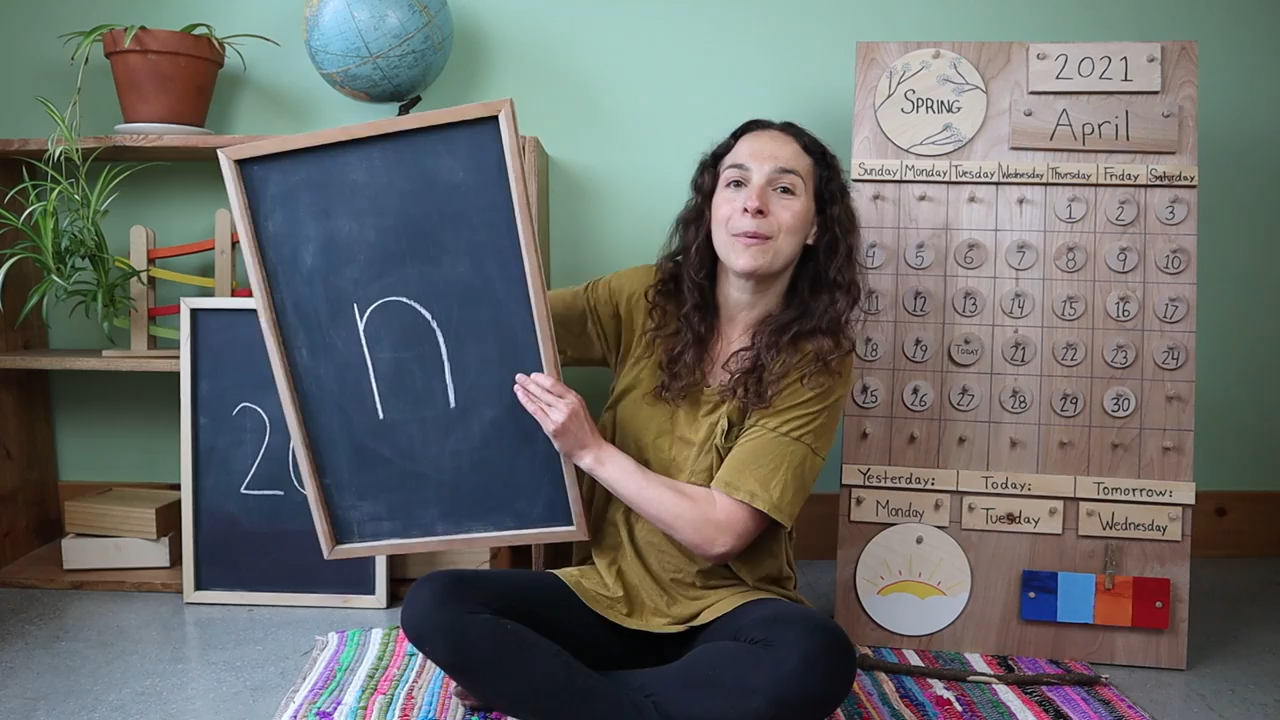 n
2
SPRING
2021
April
Sunday Monday Tuesday Wednesday Thursday Friday Saturday
1 2 3
4 5 6 7 8 9 10
11 12 13 14 15 16 17
18 19 TODAY 21 22 23 24
25 26 27 28 29 30
Yesterday: Today: Tomorrow:
Monday Tuesday Wednesday